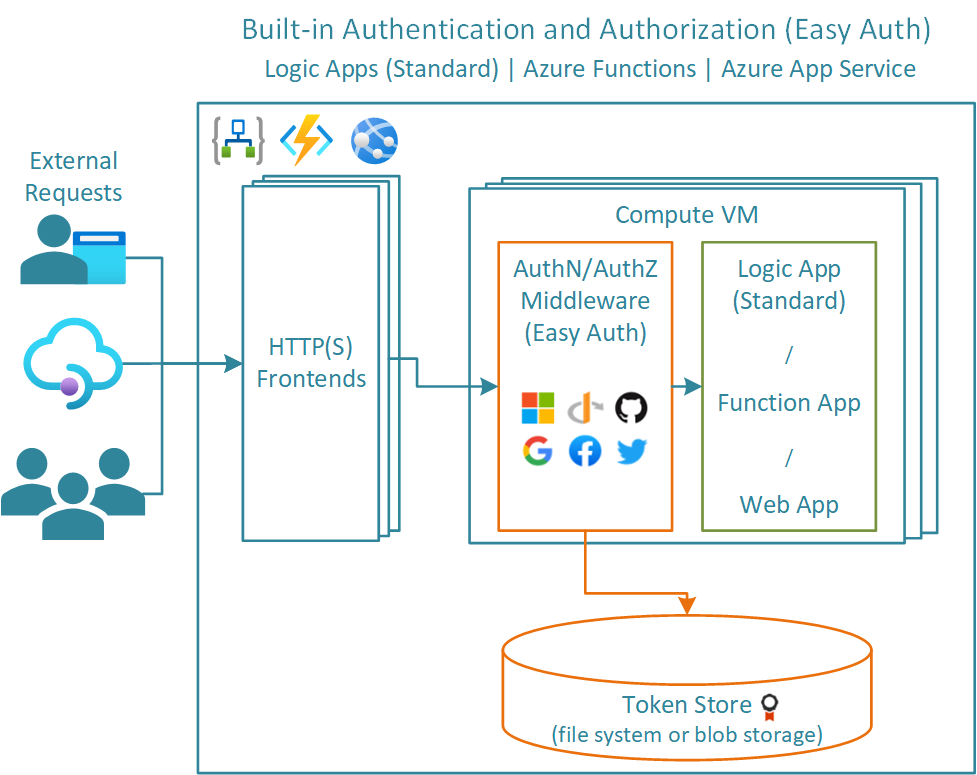 Built-in Authentication and Authorization (Easy Auth)
Logic Apps (Standard) | Azure Functions | Azure App Service
External
Requests
HTTP(S)
Frontends
Compute VM
AuthN/AuthZ
Middleware
(Easy Auth)
Logic App
(Standard)
/
Function App
/
Web App
Token Store
(file system or blob storage)